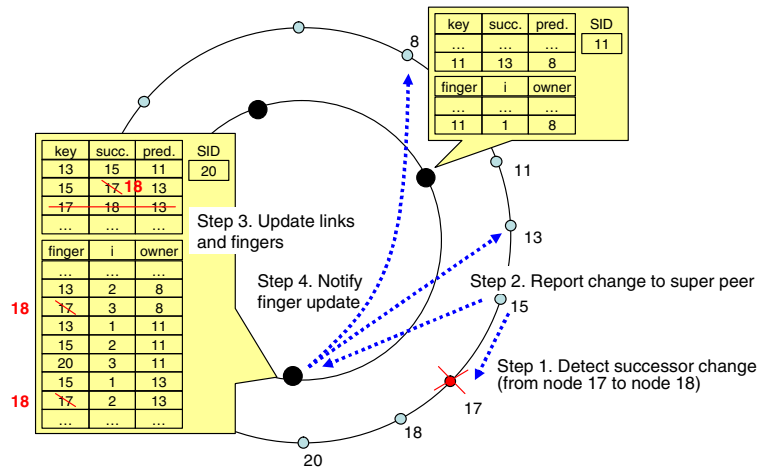 8
key succ. pred. SID
… … … 11
11 13 8
finger i owner
… … …
11 1 8
key succ. pred. SID
13 15 11 20
15 17 18 13
17 18 13
… … …
finger i owner
… … …
13 2 8
18 17 3 8
13 1 11
15 2 11
20 3 11
15 1 13
18 17 2 13
… … …
11
13
Step 3. Update links
and fingers
Step 4. Notify
finger update
Step 2. Report change to super peer
15
Step 1. Detect successor change
(from node 17 to node 18)
17
18
20